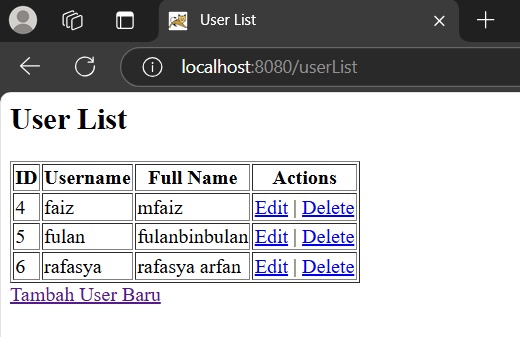 User List
localhost:8080/userList
User List
ID Username Full Name Actions
4 faiz mfaiz Edit | Delete
5 fulan fulanbinbulan Edit | Delete
6 rafasya rafasya arfan Edit | Delete
Tambah User Baru